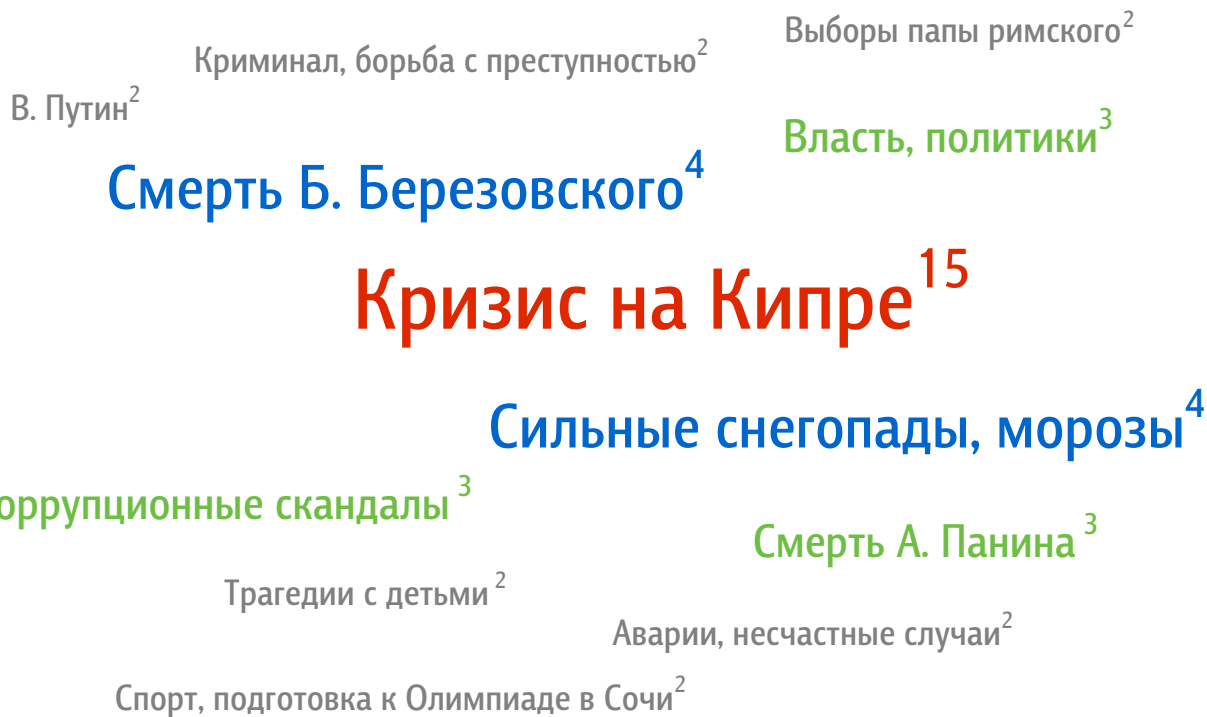 Выборы папы римского2
Криминал, борьба с преступностью2
В. Путин2
Власть, политики3
Смерть Б. Березовского4
Кризис на Кипре15
Сильные снегопады, морозы4
оррупционные скандалы 3
Смерть А. Панина 3
Трагедии с детьми 2
Аварии, несчастные случаи2
Спорт, подготовка к Олимпиаде в Сочи2